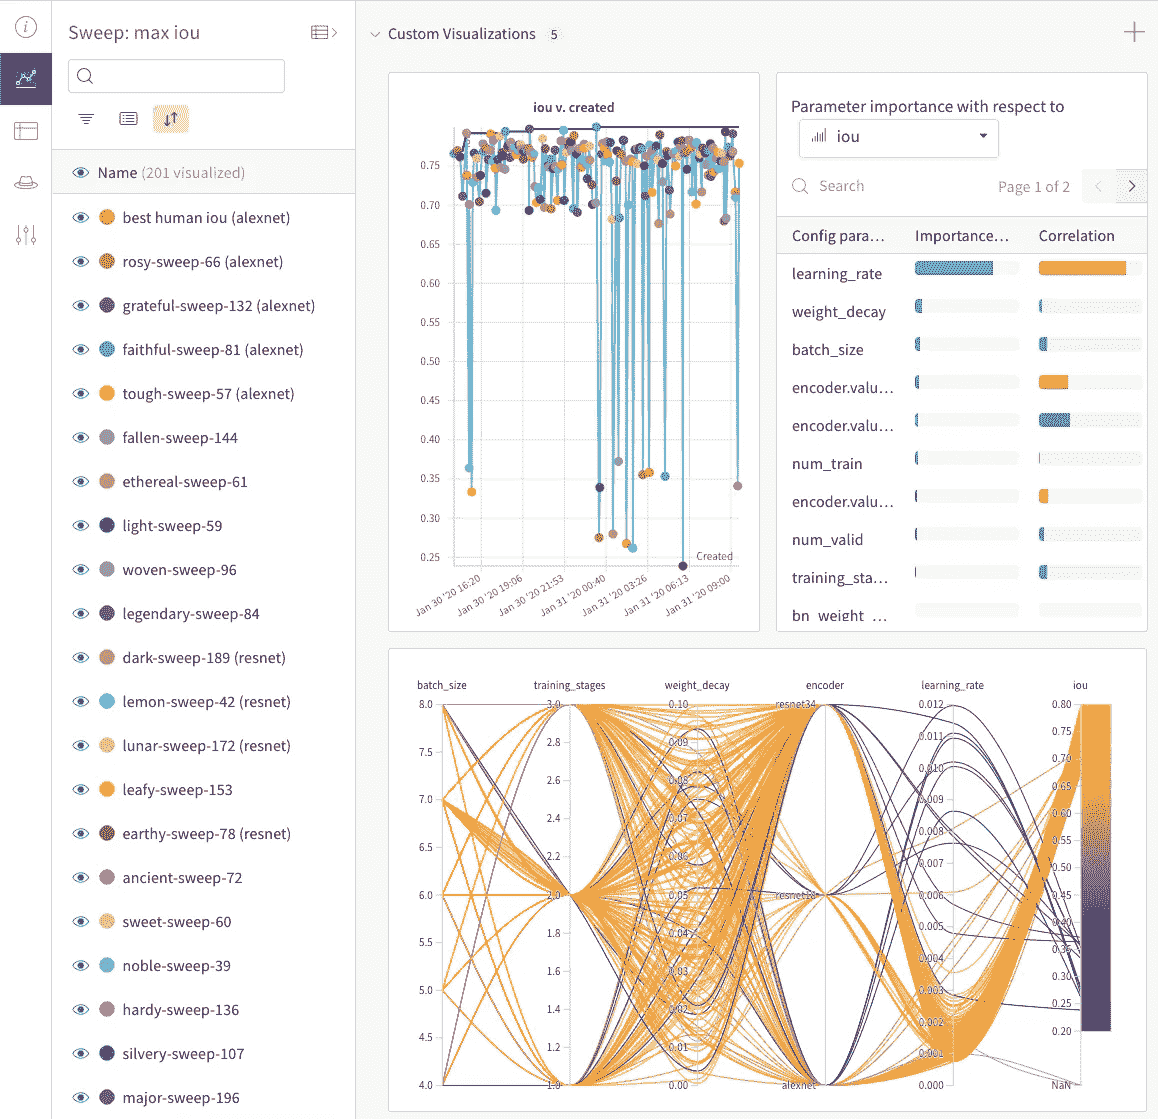 Sweep: max iou
Name (201 visualized)
best human iou (alexnet)
rosy-sweep-66 (alexnet)
grateful-sweep-132 (alexnet)
faithful-sweep-81 (alexnet)
tough-sweep-57 (alexnet)
fallen-sweep-144
ethereal-sweep-61
light-sweep-59
woven-sweep-96
legendary-sweep-84
dark-sweep-189 (resnet)
lemon-sweep-42 (resnet)
lunar-sweep-172 (resnet)
leafy-sweep-153
earthy-sweep-78 (resnet)
ancient-sweep-72
sweet-sweep-60
noble-sweep-39
hardy-sweep-136
silvery-sweep-107
major-sweep-196
Custom Visualizations 5
iou v. created
0.75
0.70
0.65
0.60
0.55
0.50
0.45
0.40
0.35
0.30
0.25
Created
Jan 30 '20 16:20
Jan 30 '20 19:06
Jan 30 '20 21:53
Jan 31 '20 00:40
Jan 31 '20 03:26
Jan 31 '20 06:13
Jan 31 '20 09:00
Parameter importance with respect to
iou
Search
Page 1 of 2
Config para... Importance... Correlation
learning_rate
weight_decay
batch_size
encoder.valu...
encoder.valu...
num_train
encoder.valu...
num_valid
training_sta...
bn_weight_...
batch_size
8.0
7.5
7.0
6.5
6.0
5.5
5.0
4.5
4.0
training_stages
3.0
2.8
2.6
2.4
2.2
2.0
1.8
1.6
1.4
1.2
1.0
weight_decay
0.10
0.09
0.08
0.07
0.06
0.05
0.04
0.03
0.02
0.01
0.00
encoder
resnet34
resnet18
alexnet
learning_rate
0.012
0.011
0.010
0.009
0.008
0.007
0.006
0.005
0.004
0.003
0.002
0.001
0.000
iou
0.80
0.75
0.70
0.65
0.60
0.55
0.50
0.45
0.40
0.35
0.30
0.25
0.20
NaN